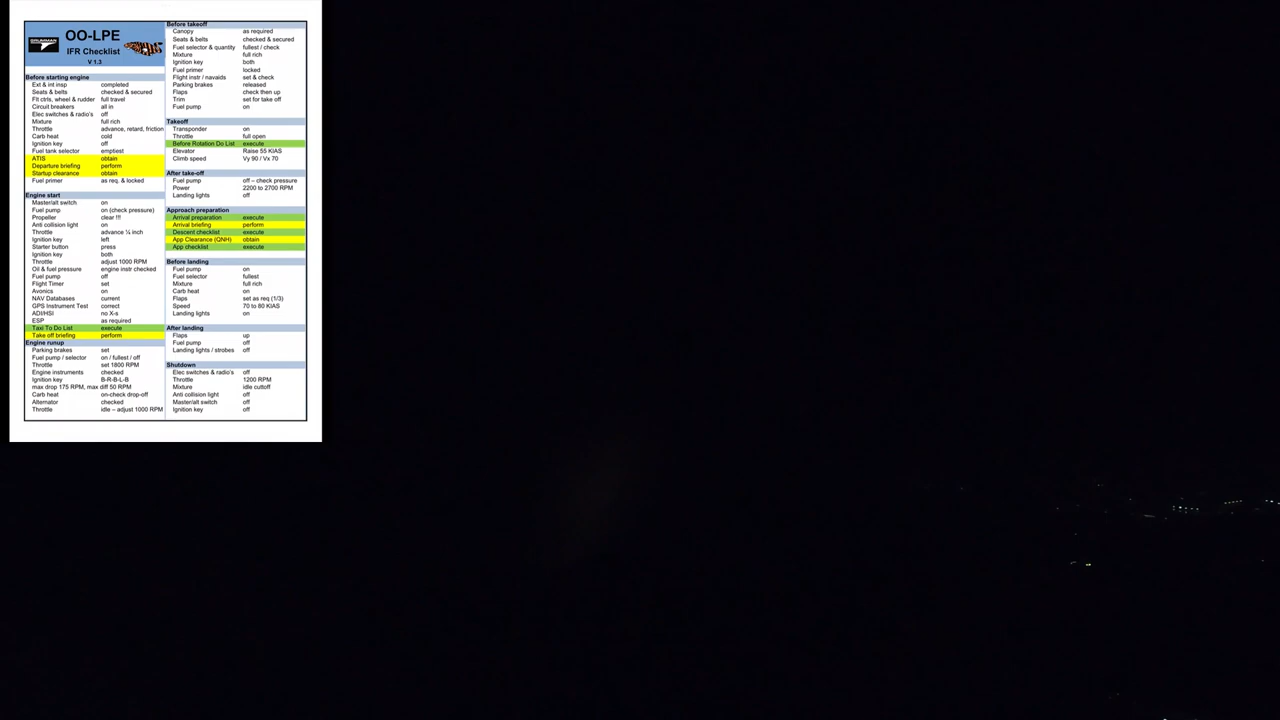 GRUMMAN
OO-LPE
IFR Checklist
V 1.3
Before starting engine
Ext & int insp completed
Seats & belts checked & secured
Flt ctrls, wheel & rudder full travel
Circuit breakers all in
Elec switches & radio's off
Mixture full rich
Throttle advance, retard, friction
Carb heat cold
Ignition key off
Fuel tank selector emptiest
ATIS obtain
Departure briefing perform
Startup clearance obtain
Fuel primer as req. & locked
Engine start
Master/alt switch on
Fuel pump on (check pressure)
Propeller clear !!!
Anti collision light on
Throttle advance ¼ inch
Ignition key left
Starter button press
Ignition key both
Throttle adjust 1000 RPM
Oil & fuel pressure engine instr checked
Fuel pump off
Flight Timer set
Avonics on
NAV Databases current
GPS Instrument Test correct
ADI/HSI no X-s
ESP as required
Taxi To Do List execute
Take off briefing perform
Engine runup
Parking brakes set
Fuel pump / selector on / fullest / off
Throttle set 1800 RPM
Engine instruments checked
Ignition key B-R-B-L-B
max drop 175 RPM, max diff 50 RPM
Carb heat on-check drop-off
Alternator checked
Throttle idle – adjust 1000 RPM
Before takeoff
Canopy as required
Seats & belts checked & secured
Fuel selector & quantity fullest / check
Mixture full rich
Ignition key both
Fuel primer locked
Flight instr / navaids set & check
Parking brakes released
Flaps check then up
Trim set for take off
Fuel pump on
Takeoff
Transponder on
Throttle full open
Before Rotation Do List execute
Elevator Raise 55 KIAS
Climb speed Vy 90 / Vx 70
After take-off
Fuel pump off – check pressure
Power 2200 to 2700 RPM
Landing lights off
Approach preparation
Arrival preparation execute
Arrival briefing perform
Descent checklist execute
App Clearance (QNH) obtain
App checklist execute
Before landing
Fuel pump on
Fuel selector fullest
Mixture full rich
Carb heat on
Flaps set as req (1/3)
Speed 70 to 80 KIAS
Landing lights on
After landing
Flaps up
Fuel pump off
Landing lights / strobes off
Shutdown
Elec switches & radio's off
Throttle 1200 RPM
Mixture idle cuttoff
Anti collision light off
Master/alt switch off
Ignition key off